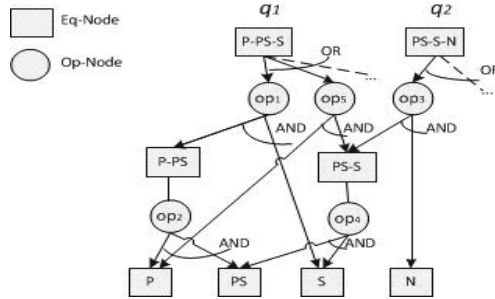 q1 q2
Eq-Node
P-PS-S PS-S-N
OR OR
Op-Node
... ...
op1 op5 op3
AND AND AND
P-PS PS-S
op2 op4
AND AND
P PS S N